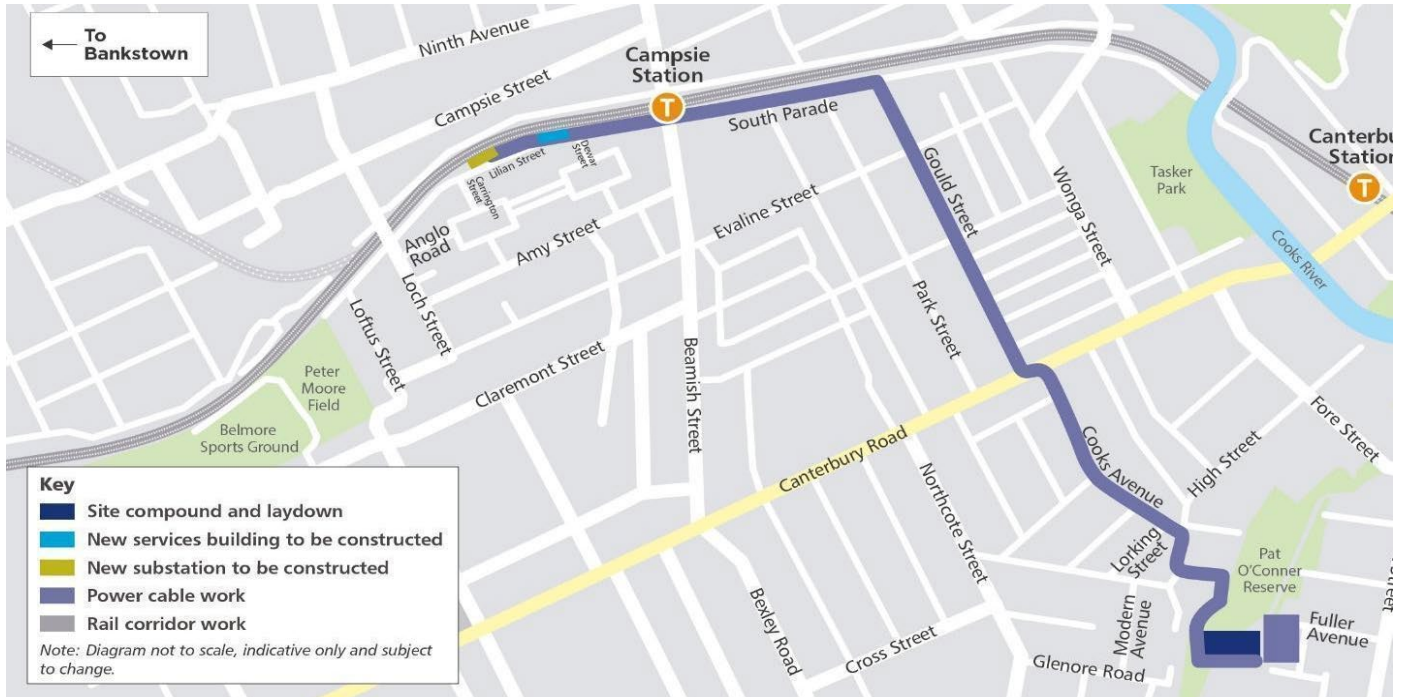 To
Bankstown
Ninth Avenue
Campsie Street
Campsie
Station
T
South Parade
Lilian Street
Dewar
Street
Carrington
Street
Anglo
Road
Amy Street
Evaline Street
Gould Street
Wonga Street
Tasker
Park
Canterbu
Station
T
Cooks River
Loch Street
Loftus Street
Park Street
Peter
Moore
Field
Belmore
Sports Ground
Claremont Street
Beamish Street
Canterbury Road
Northcote Street
Cooks Avenue
High Street
Fore Street
Lorking
Street
Pat
O'Conner
Reserve
Bexley Road
Cross Street
Modern
Avenue
Glenore Road
Fuller
Avenue
Street
Key
Site compound and laydown
New services building to be constructed
New substation to be constructed
Power cable work
Rail corridor work
Note: Diagram not to scale, indicative only and subject
to change.